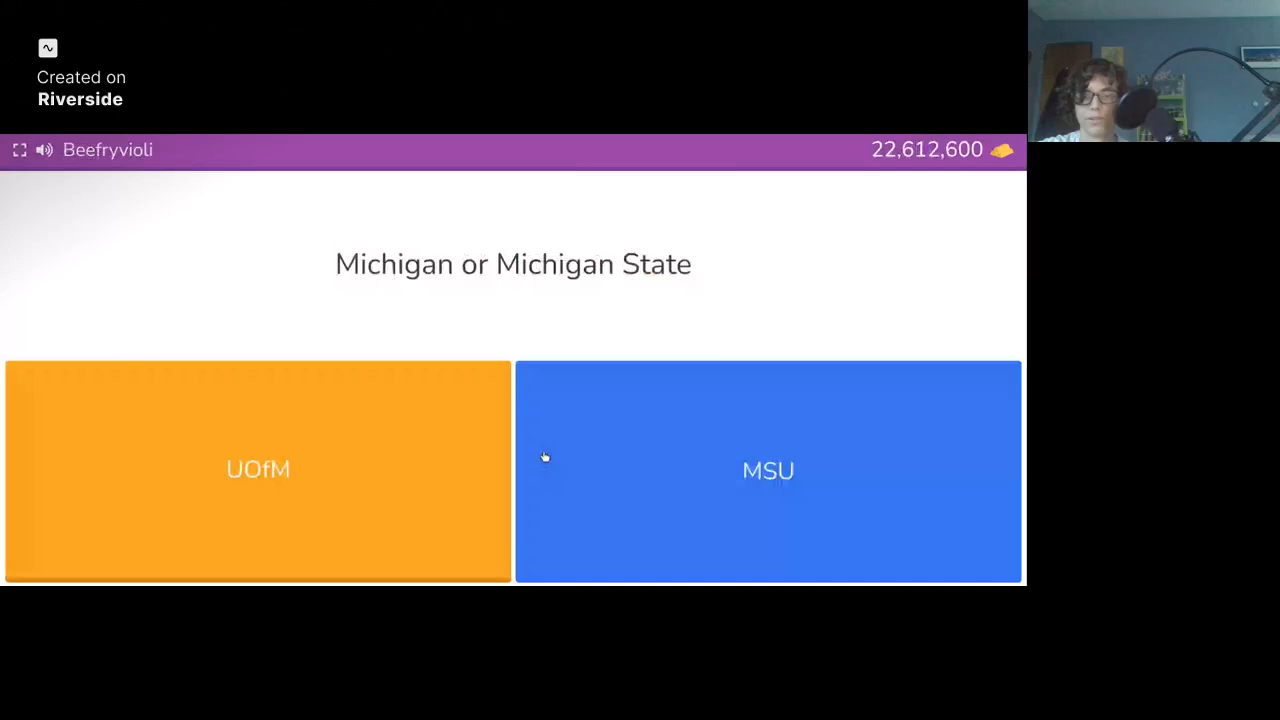 Created on
Riverside
Beefryvioli
22,612,600
Michigan or Michigan State
UOfM
MSU